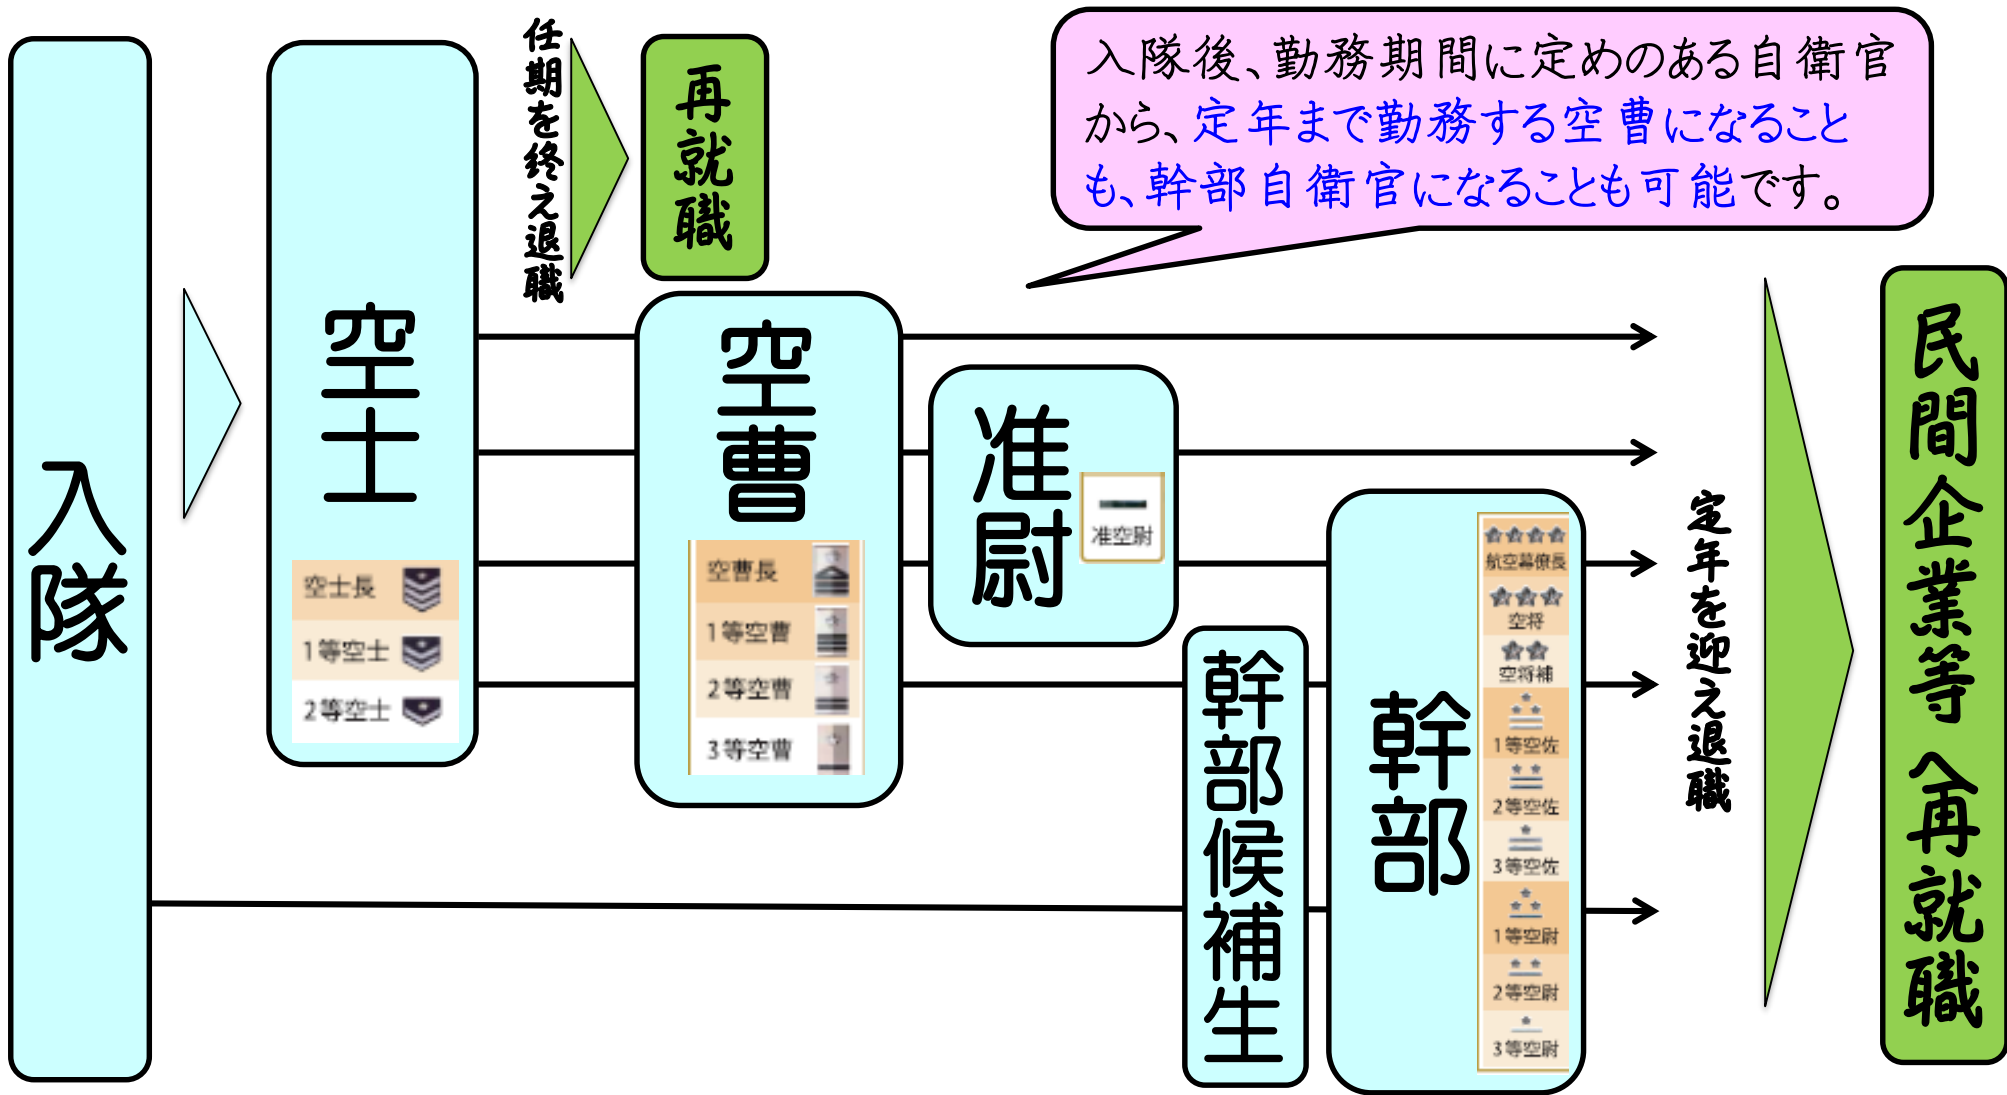 入隊
空士
空士長
1等空士
2等空士
任期を終え退職
再就職
入隊後、勤務期間に定めのある自衛官
から、定年まで勤務する空曹になること
も、幹部自衛官になることも可能です。
空曹
空曹長
1等空曹
2等空曹
3等空曹
准尉
准空尉
幹部候補生
幹部
航空幕僚長
空将
空将補
1等空佐
2等空佐
3等空佐
1等空尉
2等空尉
3等空尉
定年を迎え退職
民間企業等へ再就職